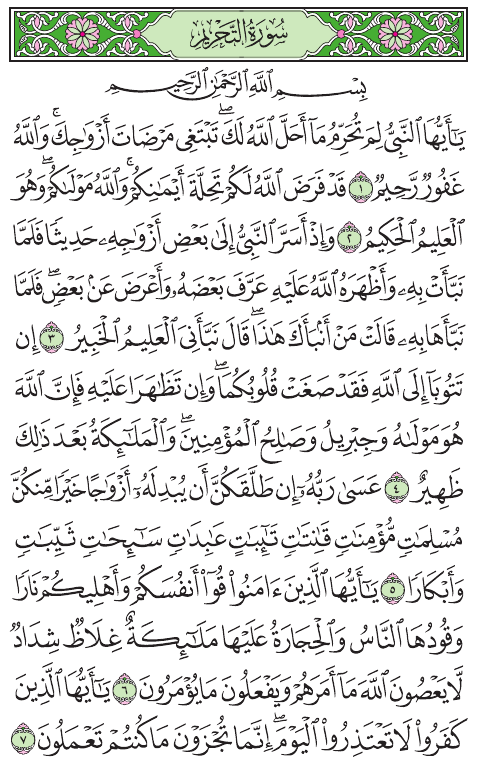 سُورَةُ التَّحْرِيمِ
بِسْمِ ٱللَّهِ ٱلرَّحْمَٰنِ ٱلرَّحِيمِ
يَٰٓأَيُّهَا ٱلنَّبِيُّ لِمَ تُحَرِّمُ مَآ أَحَلَّ ٱللَّهُ لَكَۖ تَبْتَغِي مَرْضَاتَ أَزْوَٰجِكَۚ وَٱللَّهُ
غَفُورٞ رَّحِيمٞ ١ قَدْ فَرَضَ ٱللَّهُ لَكُمْ تَحِلَّةَ أَيْمَٰنِكُمْۚ وَٱللَّهُ مَوْلَىٰكُمْۖ وَهُوَ
ٱلْعَلِيمُ ٱلْحَكِيمُ ٢ وَإِذْ أَسَرَّ ٱلنَّبِيُّ إِلَىٰ بَعْضِ أَزْوَٰجِهِۦ حَدِيثٗا فَلَمَّا
نَبَّأَتْ بِهِۦ وَأَظْهَرَهُ ٱللَّهُ عَلَيْهِ عَرَّفَ بَعْضَهُۥ وَأَعْرَضَ عَنۢ بَعْضٖۖ فَلَمَّا
نَبَّأَهَا بِهِۦ قَالَتْ مَنْ أَنۢبَأَكَ هَٰذَاۖ قَالَ نَبَّأَنِيَ ٱلْعَلِيمُ ٱلْخَبِيرُ ٣ إِن
تَتُوبَآ إِلَى ٱللَّهِ فَقَدْ صَغَتْ قُلُوبُكُمَاۖ وَإِن تَظَٰهَرَا عَلَيْهِ فَإِنَّ ٱللَّهَ
هُوَ مَوْلَىٰهُ وَجِبْرِيلُ وَصَٰلِحُ ٱلْمُؤْمِنِينَۖ وَٱلْمَلَٰٓئِكَةُ بَعْدَ ذَٰلِكَ
ظَهِيرٌ ٤ عَسَىٰ رَبُّهُۥٓ إِن طَلَّقَكُنَّ أَن يُبْدِلَهُۥٓ أَزْوَٰجًا خَيْرٗا مِّنكُنَّ
مُسْلِمَٰتٖ مُّؤْمِنَٰتٖ قَٰنِتَٰتٖ تَٰٓئِبَٰتٍ عَٰبِدَٰتٖ سَٰٓئِحَٰتٖ ثَيِّبَٰتٖ
وَأَبْكَارٗا ٥ يَٰٓأَيُّهَا ٱلَّذِينَ ءَامَنُوا۟ قُوٓا۟ أَنفُسَكُمْ وَأَهْلِيكُمْ نَارٗا
وَقُودُهَا ٱلنَّاسُ وَٱلْحِجَارَةُ عَلَيْهَا مَلَٰٓئِكَةٌ غِلَاظٞ شِدَادٞ
لَّا يَعْصُونَ ٱللَّهَ مَآ أَمَرَهُمْ وَيَفْعَلُونَ مَا يُؤْمَرُونَ ٦ يَٰٓأَيُّهَا ٱلَّذِينَ
كَفَرُوا۟ لَا تَعْتَذِرُوا۟ ٱلْيَوْمَۖ إِنَّمَا تُجْزَوْنَ مَا كُنتُمْ تَعْمَلُونَ ٧